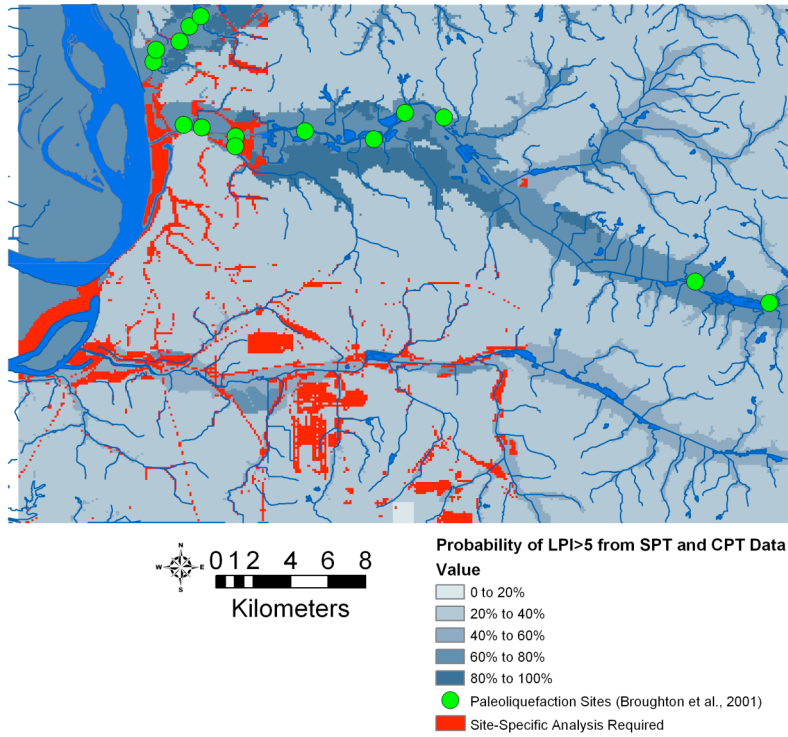 N
W E
S
0 1 2 4 6 8
Kilometers
Probability of LPI>5 from SPT and CPT Data
Value
0 to 20%
20% to 40%
40% to 60%
60% to 80%
80% to 100%
Paleoliquefaction Sites (Broughton et al., 2001)
Site-Specific Analysis Required